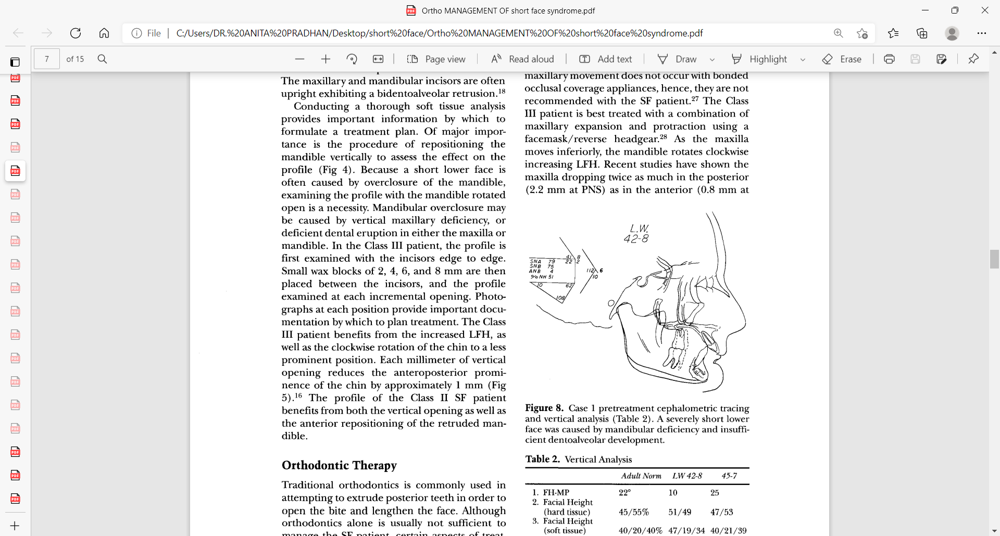 Ortho MANAGEMENT OF short face syndrome.pdf
File
C:/Users/DR.%20ANITA%20PRADHAN/Desktop/short%20face/Ortho%20MANAGEMENT%20OF%20short%20face%20syndrome.pdf
7 of 15
Page view
Read aloud
Add text
Draw
Highlight
Erase
The maxillary and mandibular incisors are often
upright exhibiting a bidentoalveolar retrusion.18
Conducting a thorough soft tissue analysis
provides important information by which to
formulate a treatment plan. Of major impor-
tance is the procedure of repositioning the
mandible vertically to assess the effect on the
profile (Fig 4). Because a short lower face is
often caused by overclosure of the mandible,
examining the profile with the mandible rotated
open is a necessity. Mandibular overclosure may
be caused by vertical maxillary deficiency, or
deficient dental eruption in either the maxilla or
mandible. In the Class III patient, the profile is
first examined with the incisors edge to edge.
Small wax blocks of 2, 4, 6, and 8 mm are then
placed between the incisors, and the profile
examined at each incremental opening. Photo-
graphs at each position provide important docu-
mentation by which to plan treatment. The Class
III patient benefits from the increased LFH, as
well as the clockwise rotation of the chin to a less
prominent position. Each millimeter of vertical
opening reduces the anteroposterior promi-
nence of the chin by approximately 1 mm (Fig
5).16 The profile of the Class II SF patient
benefits from both the vertical opening as well as
the anterior repositioning of the retruded man-
dible.
Orthodontic Therapy
Traditional orthodontics is commonly used in
attempting to extrude posterior teeth in order to
open the bite and lengthen the face. Although
orthodontics alone is usually not sufficient to
manage the SF patient, certain aspects of treat-
maxillary movement does not occur with bonded
occlusal coverage appliances, hence, they are not
recommended with the SF patient.27 The Class
III patient is best treated with a combination of
maxillary expansion and protraction using a
facemask/reverse headgear.28 As the maxilla
moves inferiorly, the mandible rotates clockwise
increasing LFH. Recent studies have shown the
maxilla dropping twice as much in the posterior
(2.2 mm at PNS) as in the anterior (0.8 mm at
L.W.
42-8
41 8
SNA 79 22 2
SNB 75
ANB 4
%NH 51
112 6
10
10 62
108
Figure 8. Case 1 pretreatment cephalometric tracing
and vertical analysis (Table 2). A severely short lower
face was caused by mandibular deficiency and insuffi-
cient dentoalveolar development.
Table 2. Vertical Analysis
Adult Norm LW 42-8 45-7
1. FH-MP 22° 10 25
2. Facial Height
(hard tissue) 45/55% 51/49 47/53
3. Facial Height
(soft tissue) 40/20/40% 47/19/34 40/21/39